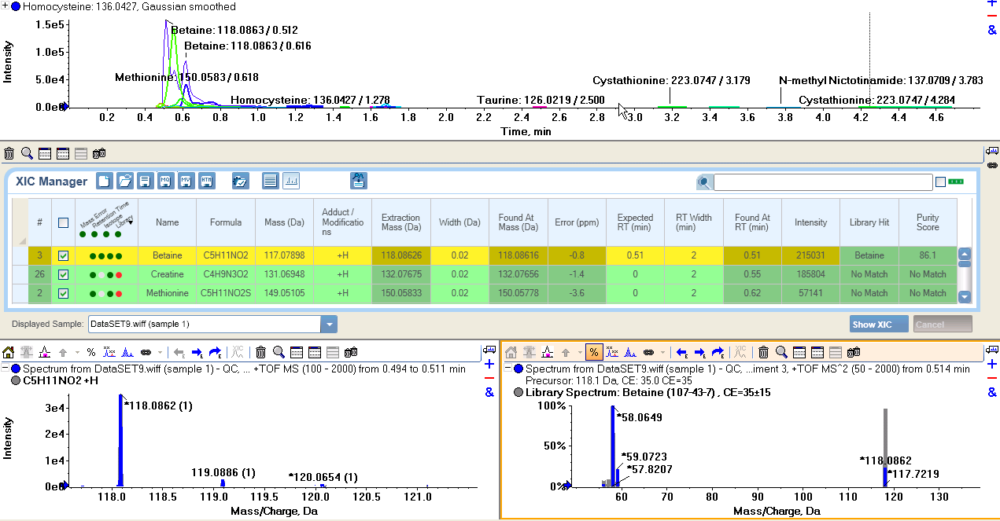 Homocysteine: 136.0427, Gaussian smoothed
Intensity
1.5e5
1.0e5
5.0e4
0.0e0
Betaine: 118.0863 / 0.512
Betaine: 118.0863 / 0.616
Methionine: 150.0583 / 0.618
Homocysteine: 136.0427 / 1.278
Taurine: 126.0219 / 2.500
Cystathionine: 223.0747 / 3.179
N-methyl Nictotinamide: 137.0709 / 3.783
Cystathionine: 223.0747 / 4.284
0.2 0.4 0.6 0.8 1.0 1.2 1.4 1.6 1.8 2.0 2.2 2.4 2.6 2.8 3.0 3.2 3.4 3.6 3.8 4.0 4.2 4.4 4.6
Time, min
+
&
XIC Manager
MQ MV HTM
# Mass Error Retention Time Isotope Library Name Formula Mass (Da) Adduct / Modifications Extraction Mass (Da) Width (Da) Found At Mass (Da) Error (ppm) Expected RT (min) RT Width (min) Found At RT (min) Intensity Library Hit Purity Score
3 Betaine C5H11NO2 117.07898 +H 118.08626 0.02 118.08616 -0.8 0.51 2 0.51 215031 Betaine 86.1
26 Creatine C4H9N3O2 131.06948 +H 132.07675 0.02 132.07656 -1.4 0 2 0.55 185804 No Match No Match
2 Methionine C5H11NO2S 149.05105 +H 150.05833 0.02 150.05778 -3.6 0 2 0.62 57141 No Match No Match
Displayed Sample: DataSET9.wiff (sample 1)
Show XIC Cancel
%
Spectrum from DataSET9.wiff (sample 1) - QC, ... +TOF MS (100 - 2000) from 0.494 to 0.511 min
C5H11NO2 +H
+
&
Intensity
3e4
2e4
1e4
0e0
*118.0862 (1)
119.0886 (1)
*120.0654 (1)
118.0 118.5 119.0 119.5 120.0 120.5 121.0
Mass/Charge, Da
%
Spectrum from DataSET9.wiff (sample 1) - QC, ...iment 3, +TOF MS^2 (50 - 2000) from 0.514 min
Precursor: 118.1 Da, CE: 35.0 CE=35
Library Spectrum: Betaine (107-43-7) , CE=35±15
+
&
100%
50%
0%
*58.0649
*59.0723
*57.8207
*118.0862
*117.7219
60 70 80 90 100 110 120 130
Mass/Charge, Da